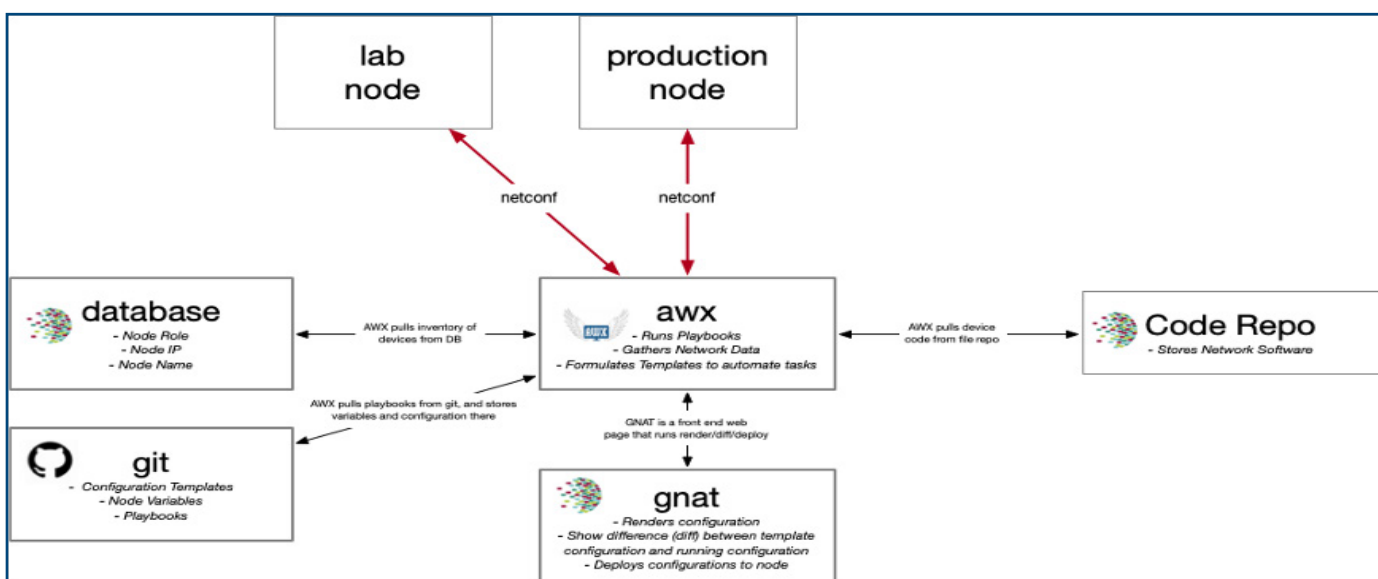 lab
node
production
node
netconf
netconf
database
- Node Role
- Node IP
- Node Name
AWX pulls inventory of
devices from DB
AWX
awx
- Runs Playbooks
- Gathers Network Data
- Formulates Templates to automate tasks
AWX pulls device
code from file repo
Code Repo
- Stores Network Software
AWX pulls playbooks from git, and stores
variables and configuration there
GNAT is a front end web
page that runs render/diff/deploy
git
- Configuration Templates
- Node Variables
- Playbooks
gnat
- Renders configuration
- Show difference (diff) between template
configuration and running configuration
- Deploys configurations to node